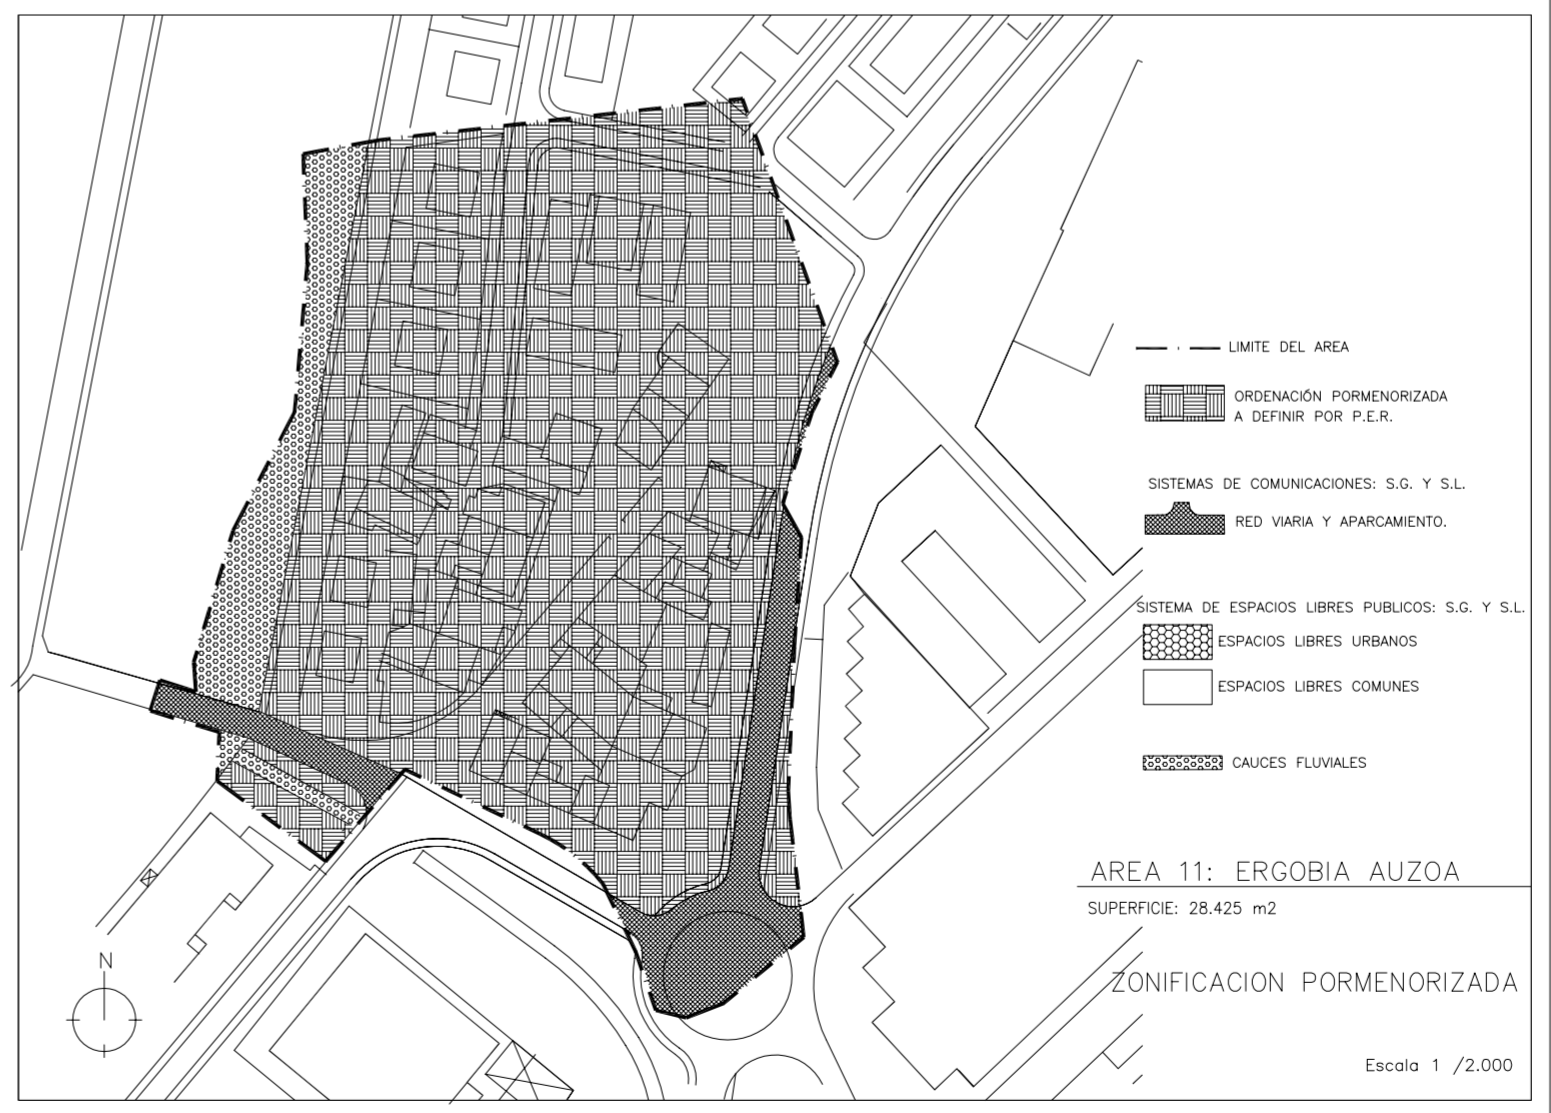 LIMITE DEL AREA
ORDENACIÓN PORMENORIZADA
A DEFINIR POR P.E.R.
SISTEMAS DE COMUNICACIONES: S.G. Y S.L.
RED VIARIA Y APARCAMIENTO.
SISTEMA DE ESPACIOS LIBRES PUBLICOS: S.G. Y S.L.
ESPACIOS LIBRES URBANOS
ESPACIOS LIBRES COMUNES
CAUCES FLUVIALES
AREA 11: ERGOBIA AUZOA
SUPERFICIE: 28.425 m2
N
ZONIFICACION PORMENORIZADA
Escala 1 /2.000